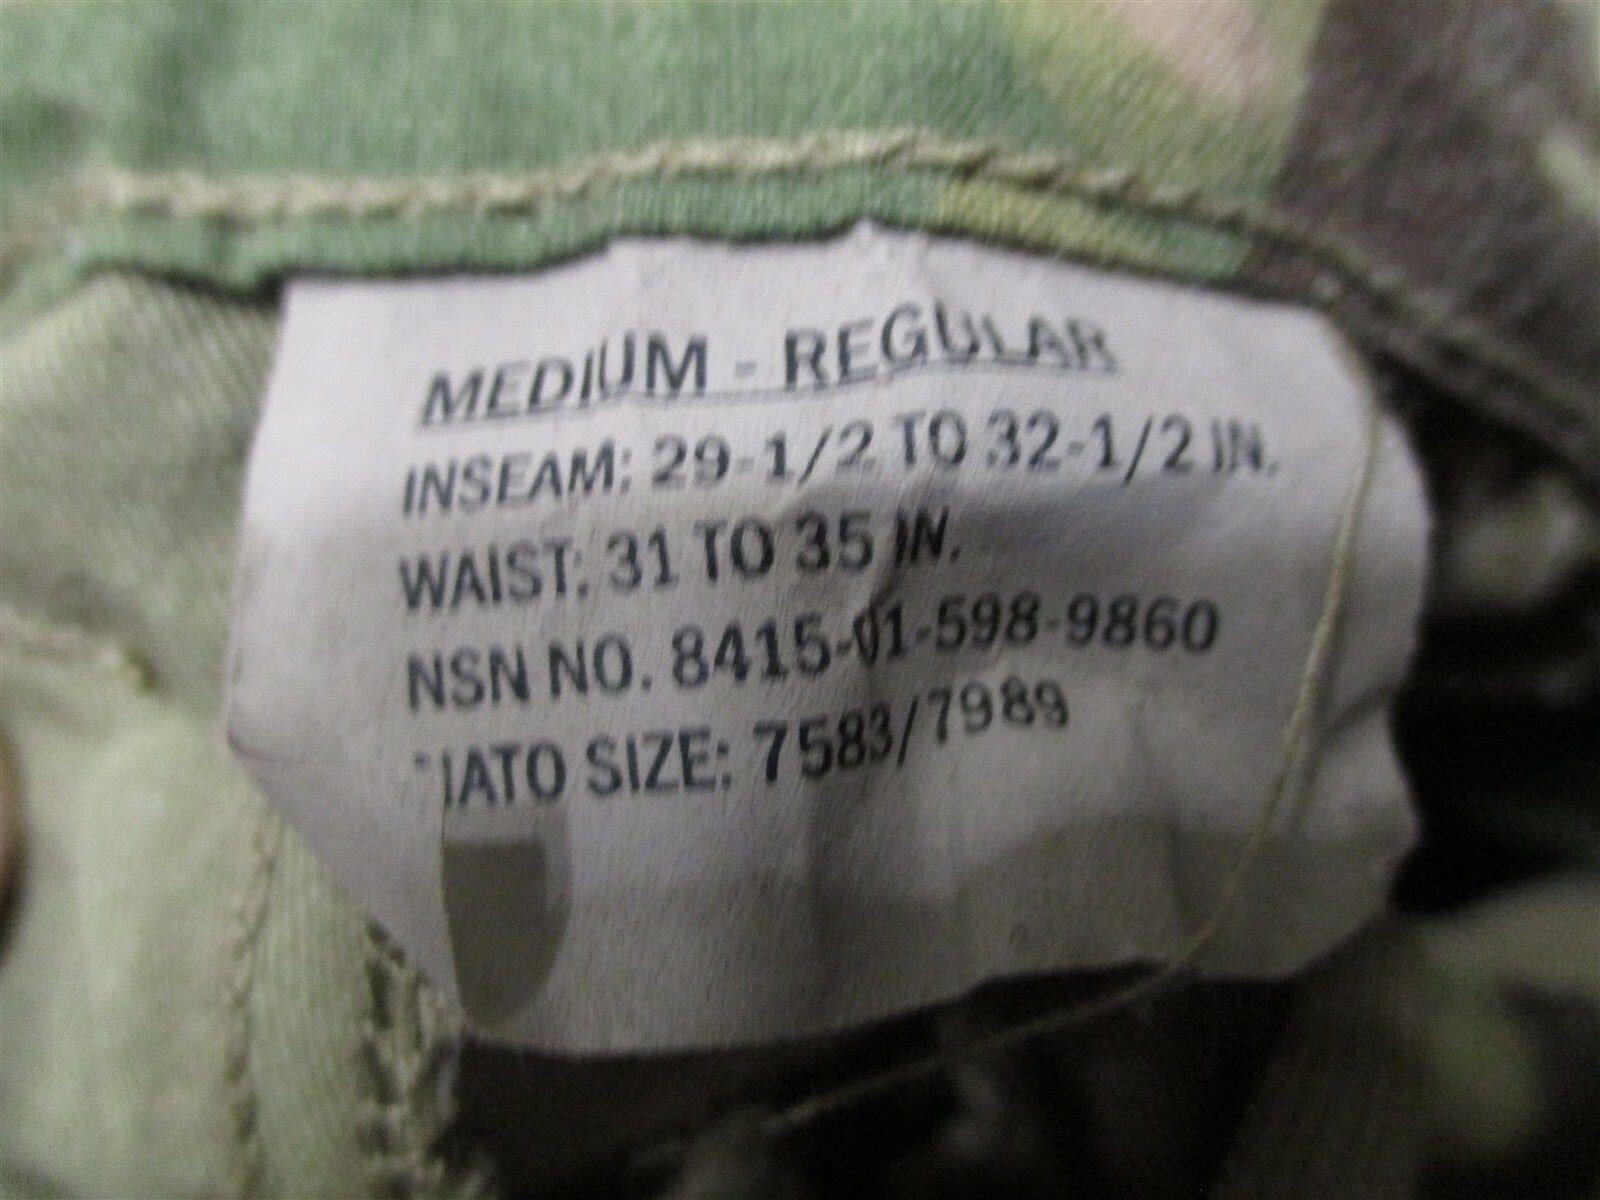 MEDIUM - REGULAR
INSEAM: 29-1/2 TO 32-1/2 IN.
WAIST: 31 TO 35 IN.
NSN NO. 8415-01-598-9860
NATO SIZE: 7583/7989